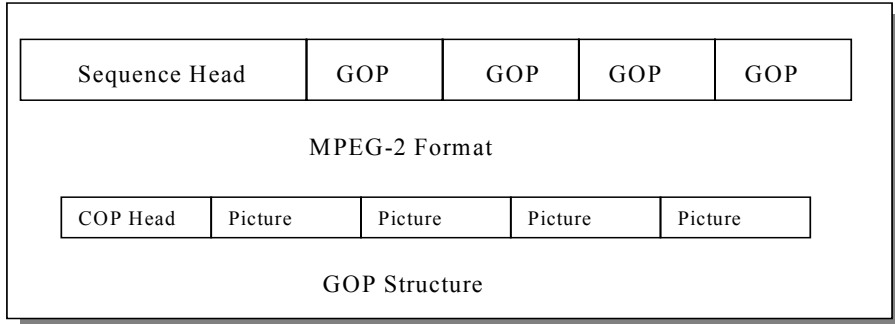 Sequence Head GOP GOP GOP GOP
MPEG-2 Format
COP Head Picture Picture Picture Picture
GOP Structure